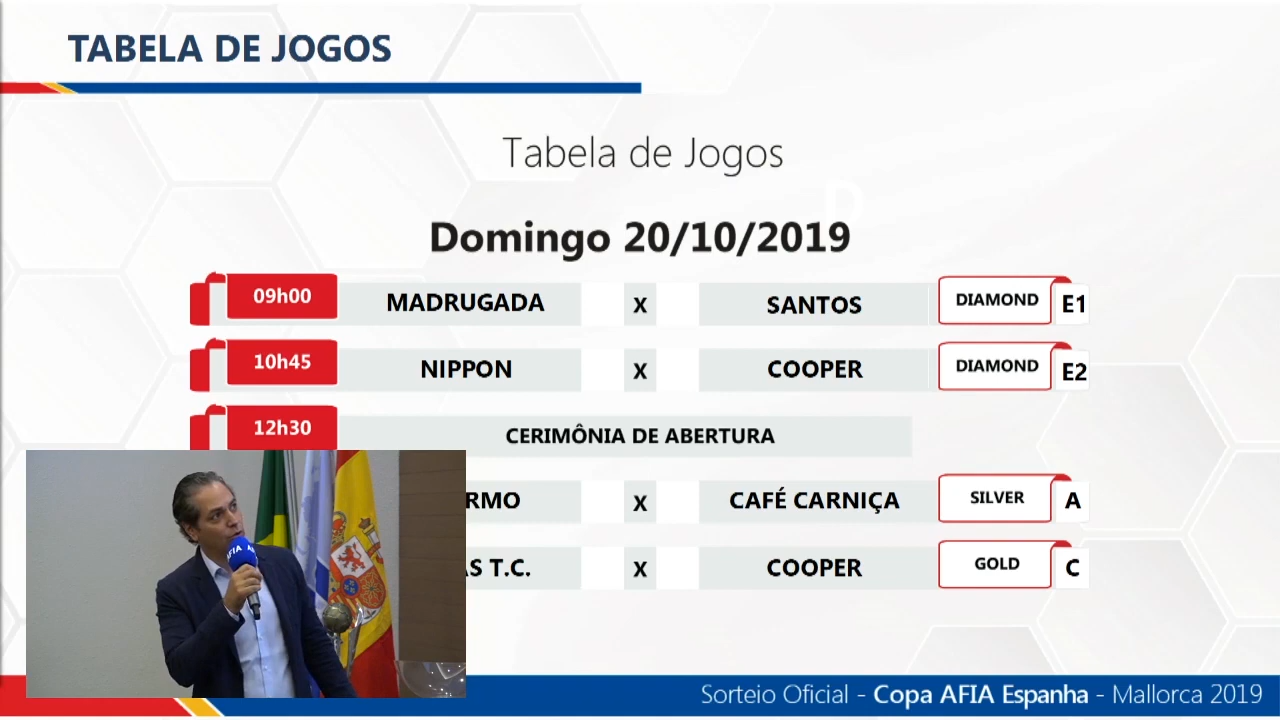 TABELA DE JOGOS
Tabela de Jogos
Domingo 20/10/2019
09h00 MADRUGADA X SANTOS DIAMOND E1
10h45 NIPPON X COOPER DIAMOND E2
12h30 CERIMÔNIA DE ABERTURA
RMO X CAFÉ CARNIÇA SILVER A
AS T.C. X COOPER GOLD C
AFIA
Sorteio Oficial - Copa AFIA Espanha - Mallorca 2019